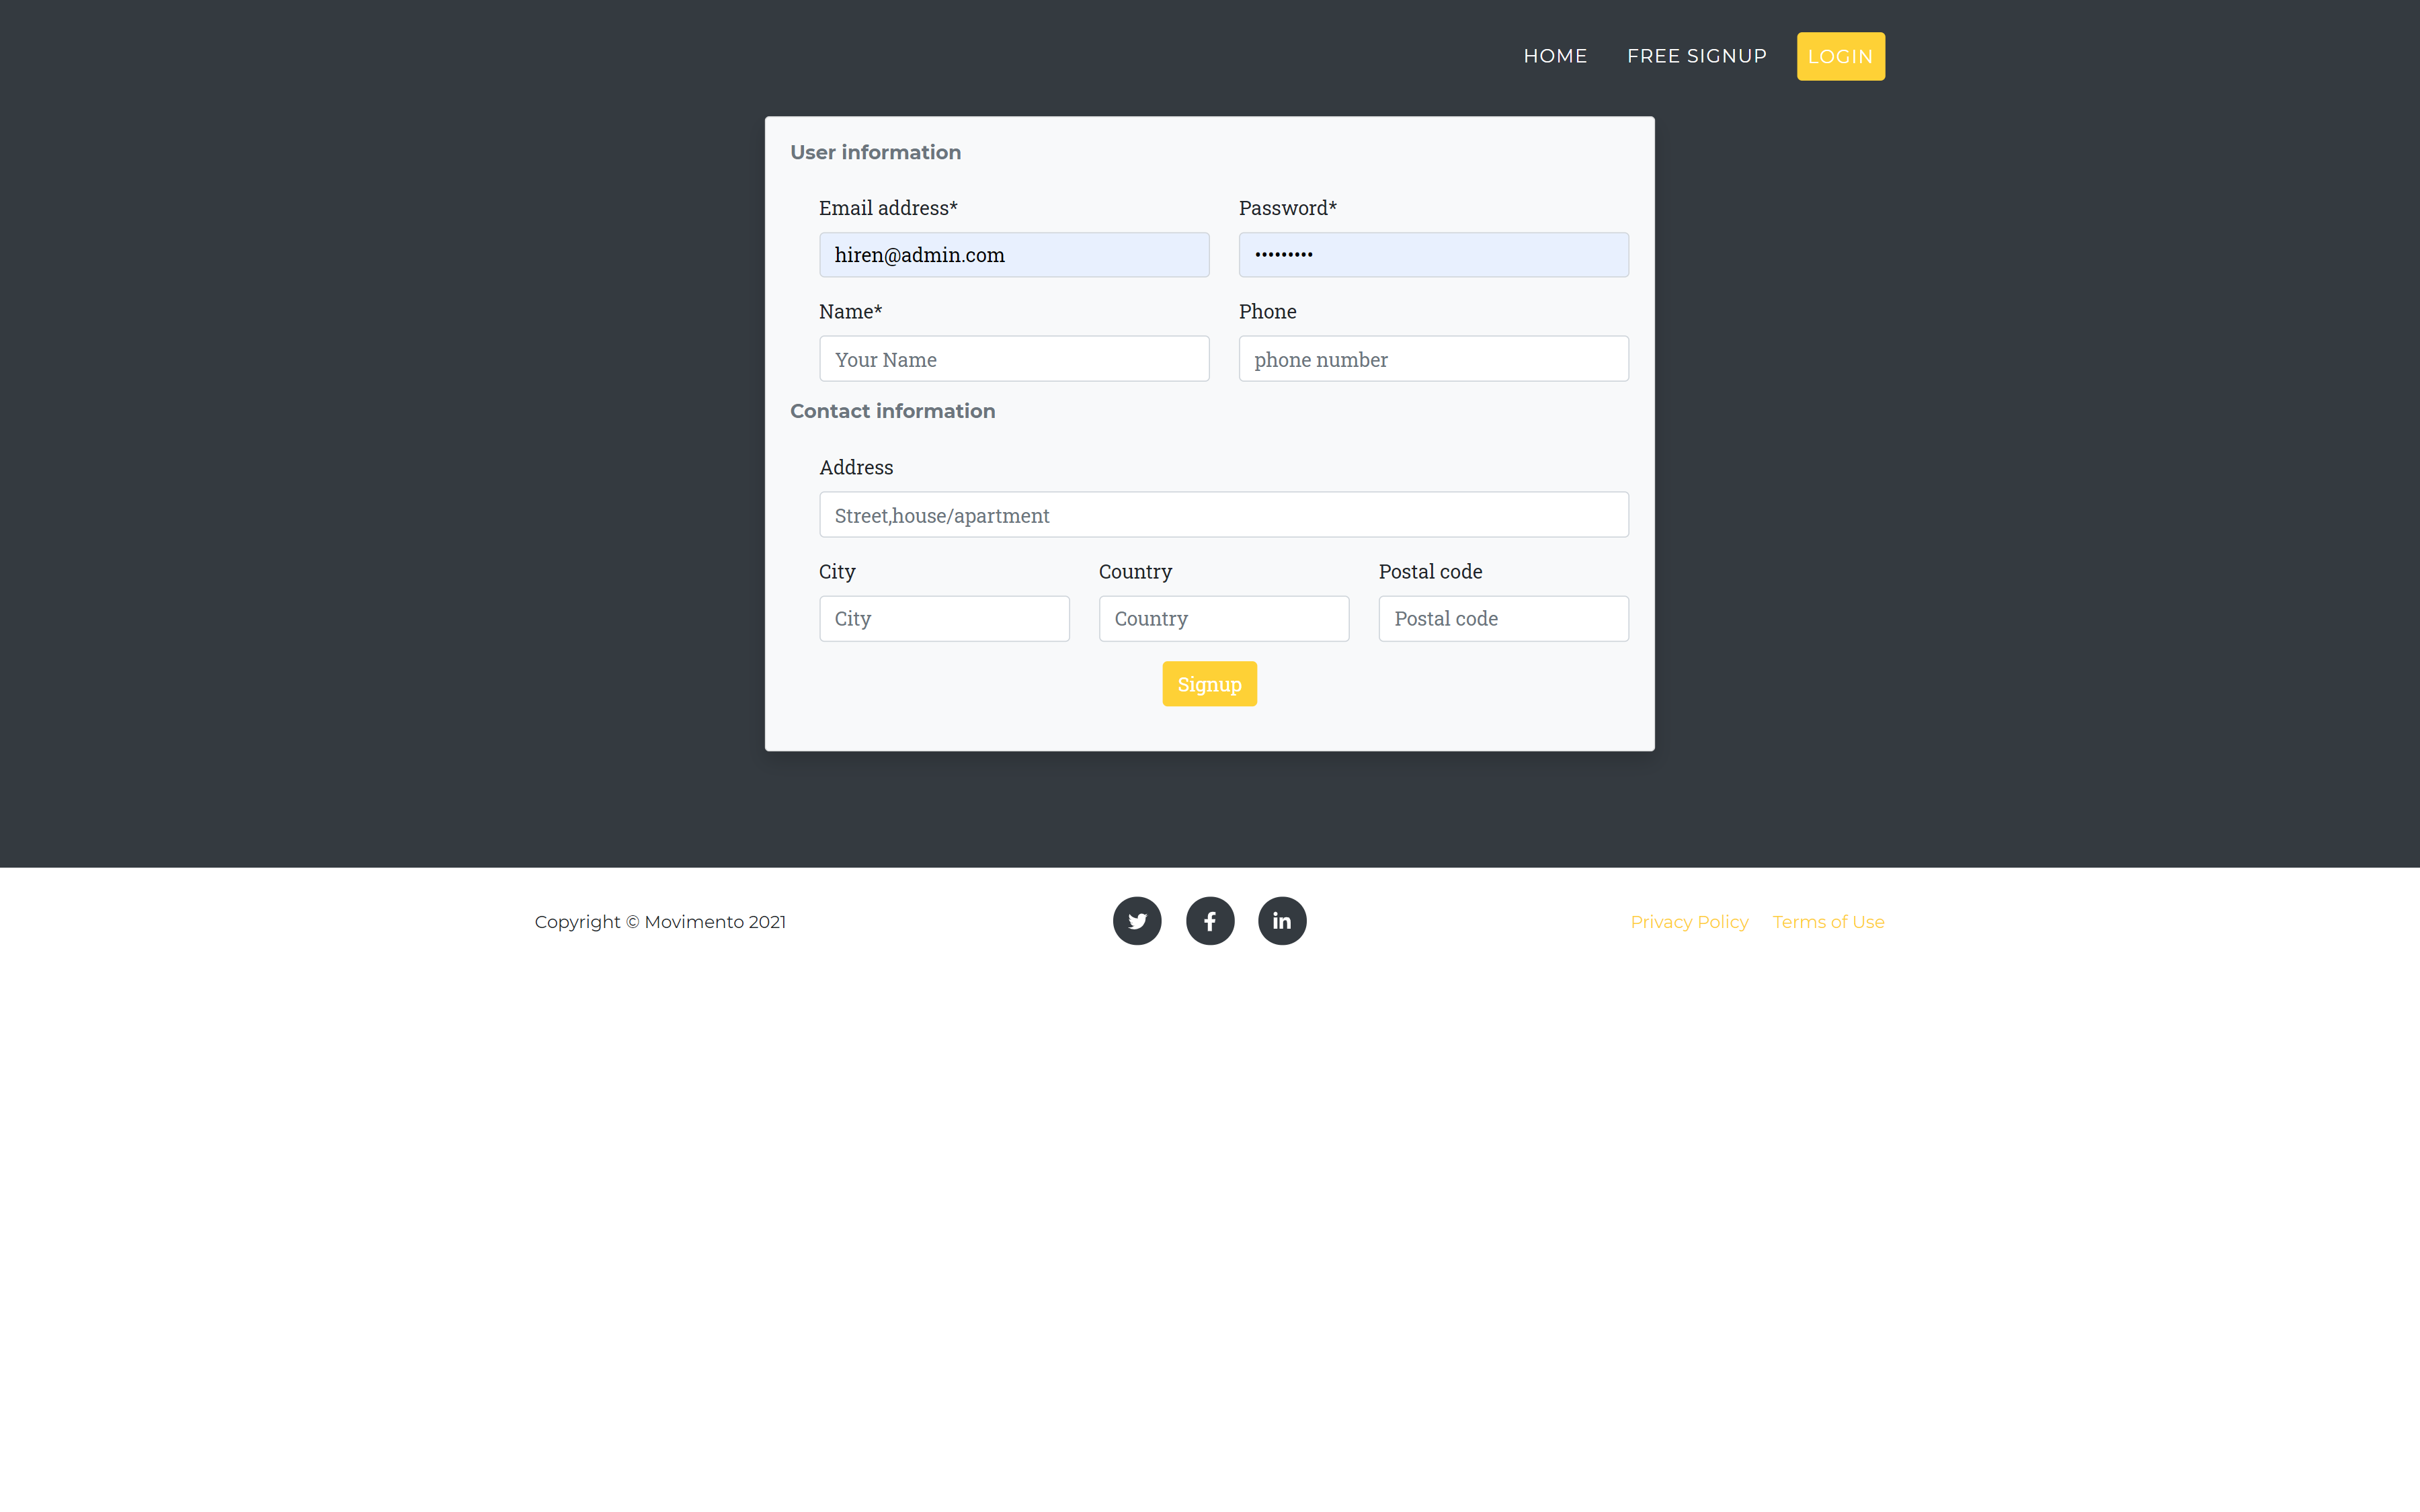 HOME FREE SIGNUP LOGIN
User information
Email address* Password*
hiren@admin.com •••••••••
Name* Phone
Your Name phone number
Contact information
Address
Street,house/apartment
City Country Postal code
City Country Postal code
Signup
Copyright © Movimento 2021 Privacy Policy Terms of Use